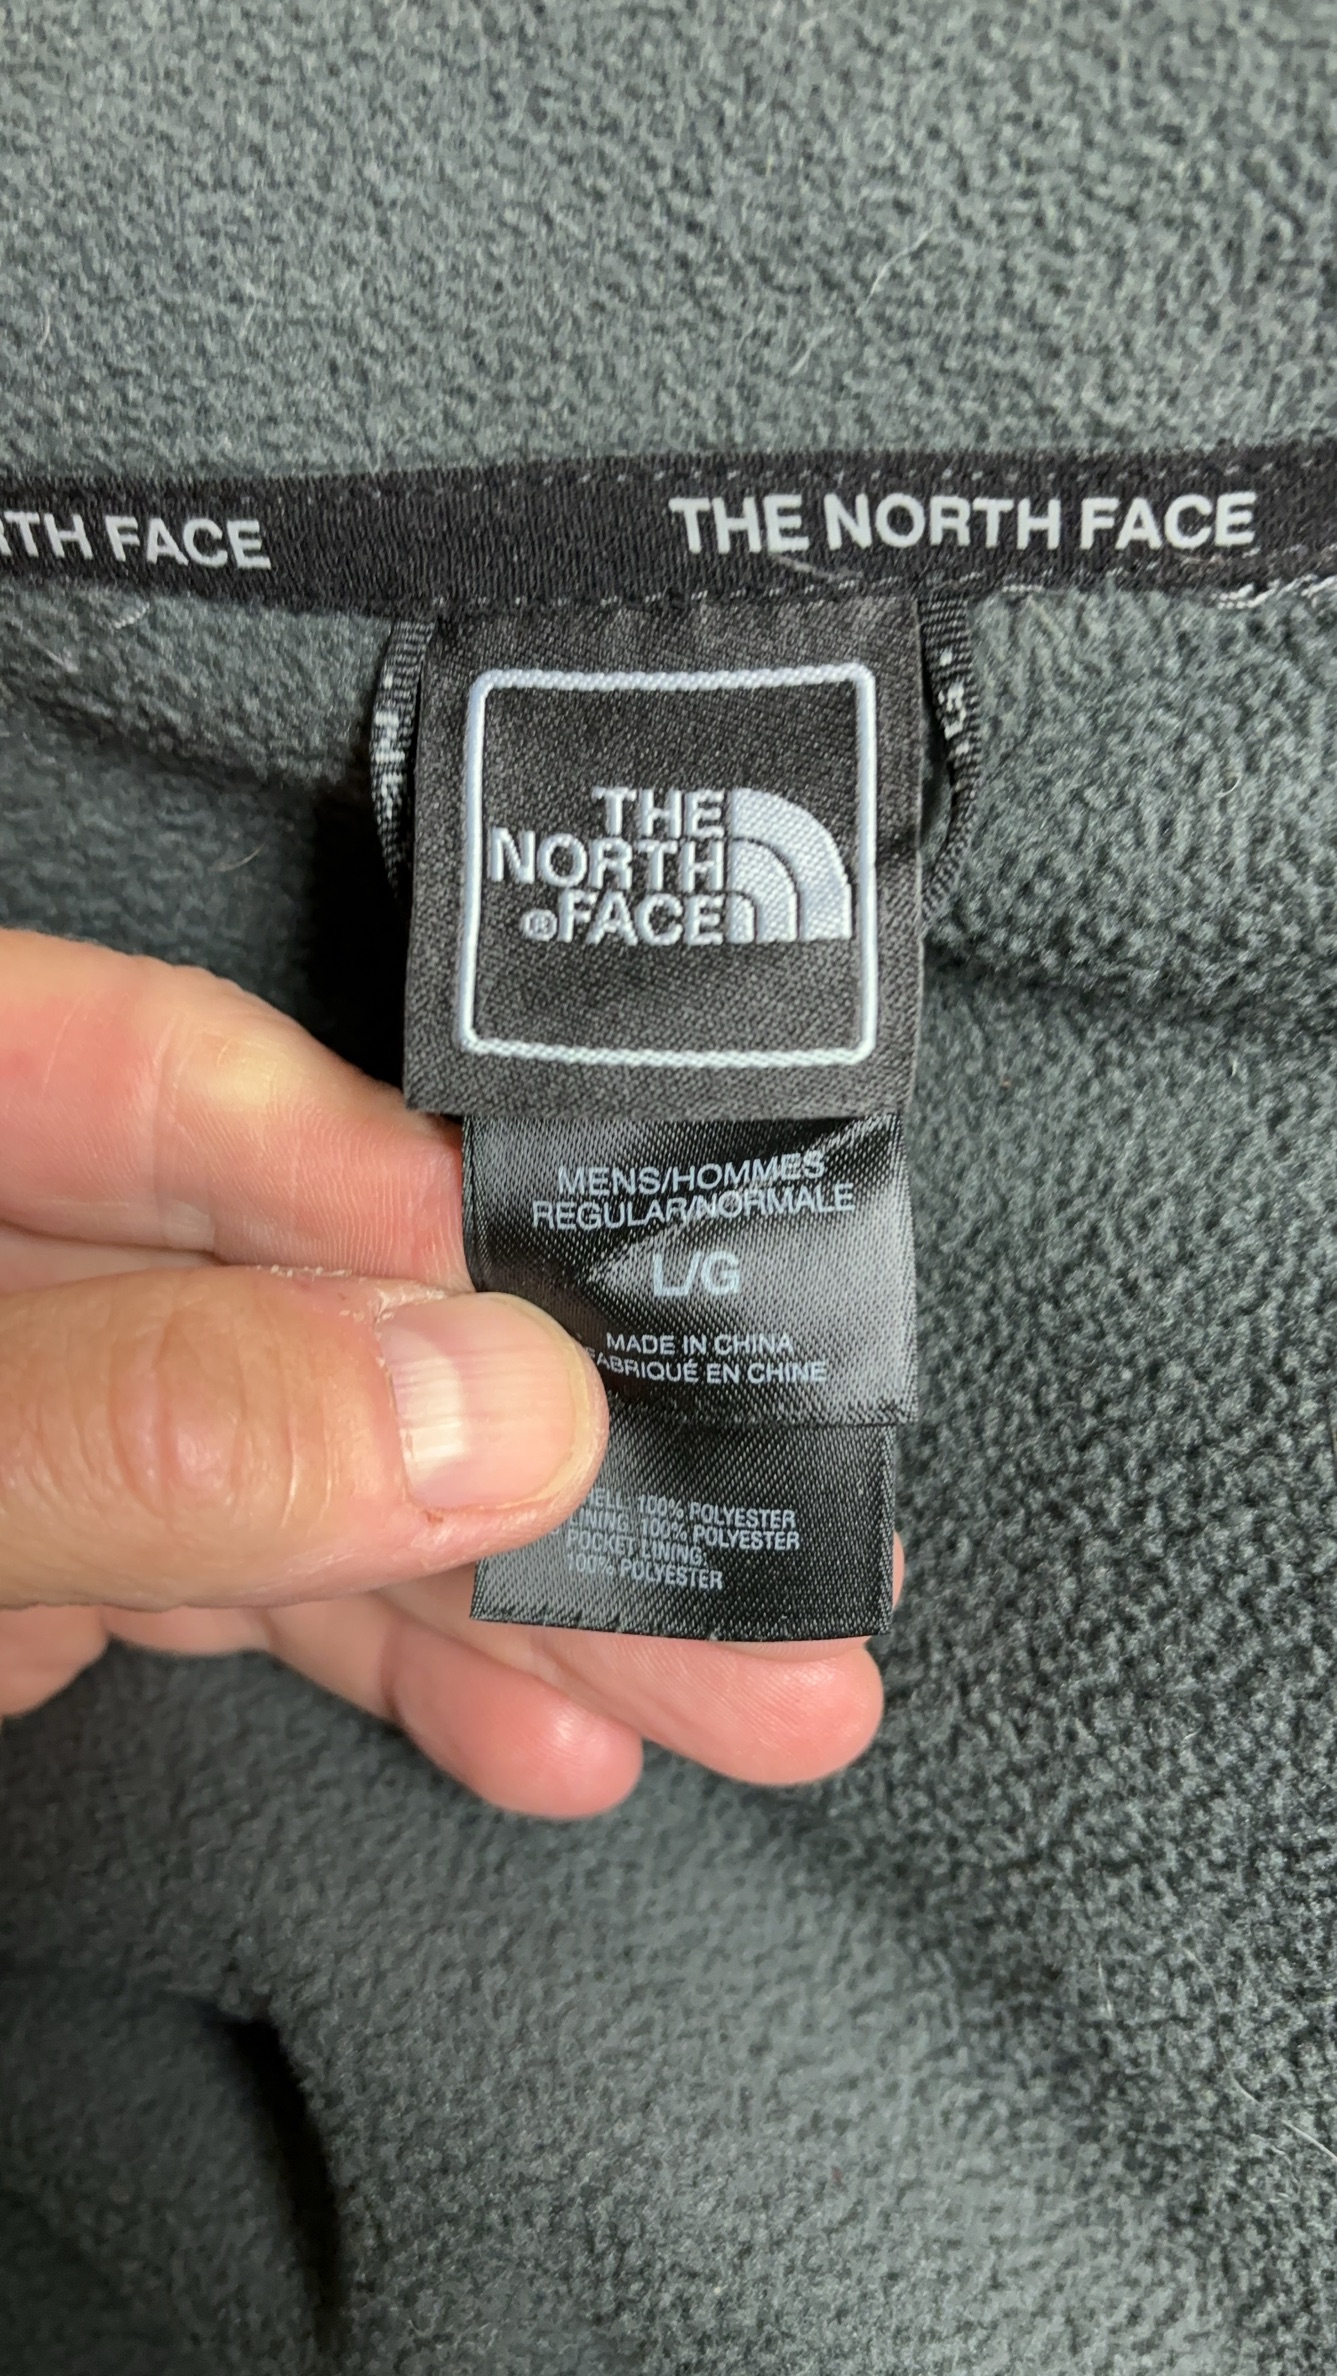 RTH FACE
THE NORTH FACE
THE
NORTH
®FACE
MENS/HOMMES
REGULAR/NORMALE
L/G
MADE IN CHINA
FABRIQUÉ EN CHINE
100% POLYESTER
100% POLYESTER
POCKET LINING:
100% POLYESTER